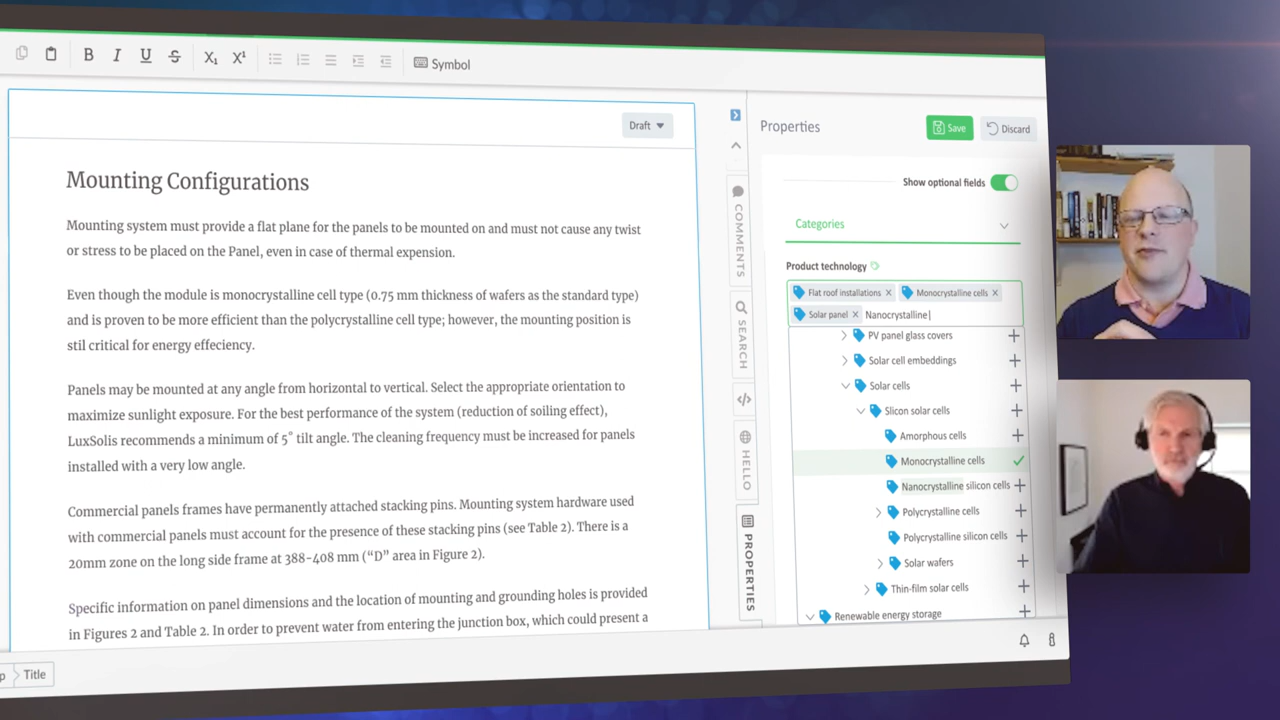 B I U S X₁ X¹ Symbol
Draft
Mounting Configurations
Mounting system must provide a flat plane for the panels to be mounted on and must not cause any twist
or stress to be placed on the Panel, even in case of thermal expension.
Even though the module is monocrystalline cell type (0.75 mm thickness of wafers as the standard type)
and is proven to be more efficient than the polycrystalline cell type; however, the mounting position is
stil critical for energy effeciency.
Panels may be mounted at any angle from horizontal to vertical. Select the appropriate orientation to
maximize sunlight exposure. For the best performance of the system (reduction of soiling effect),
LuxSolis recommends a minimum of 5˚ tilt angle. The cleaning frequency must be increased for panels
installed with a very low angle.
Commercial panels frames have permanently attached stacking pins. Mounting system hardware used
with commercial panels must account for the presence of these stacking pins (see Table 2). There is a
20mm zone on the long side frame at 388-408 mm (“D” area in Figure 2).
Specific information on panel dimensions and the location of mounting and grounding holes is provided
in Figures 2 and Table 2. In order to prevent water from entering the junction box, which could present a
p > Title
COMMENTS
SEARCH
</>
HELLO
PROPERTIES
Properties
Save
Discard
Show optional fields
Categories
Product technology
Flat roof installations × Monocrystalline cells ×
Solar panel × Nanocrystalline
PV panel glass covers +
Solar cell embeddings +
Solar cells +
Slicon solar cells +
Amorphous cells +
Monocrystalline cells
Nanocrystalline silicon cells +
Polycrystalline cells +
Polycrystalline silicon cells +
Solar wafers +
Thin-film solar cells +
Renewable energy storage +